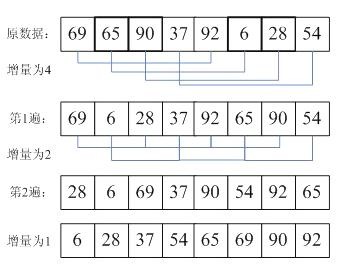 原数据: 69 65 90 37 92 6 28 54
增量为4
第1遍: 69 6 28 37 92 65 90 54
增量为2
第2遍: 28 6 69 37 90 54 92 65
增量为1 6 28 37 54 65 69 90 92